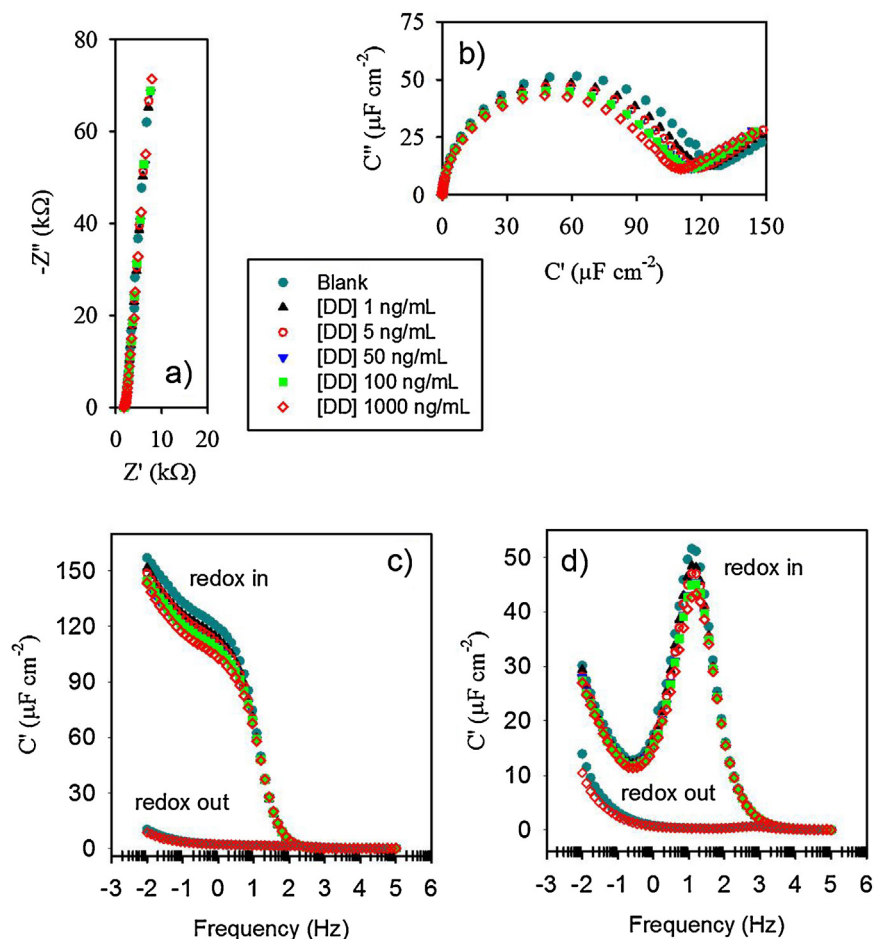 80
60
40
20
0
-Z" (kΩ)
a)
0 10 20
Z' (kΩ)
75
50
25
0
C" (μF cm-2)
b)
0 30 60 90 120 150
C' (μF cm-2)
Blank
[DD] 1 ng/mL
[DD] 5 ng/mL
[DD] 50 ng/mL
[DD] 100 ng/mL
[DD] 1000 ng/mL
150
120
90
60
30
0
C' (μF cm-2)
c)
redox in
redox out
-3 -2 -1 0 1 2 3 4 5 6
Frequency (Hz)
50
40
30
20
10
0
C' (μF cm-2)
d)
redox in
redox out
-3 -2 -1 0 1 2 3 4 5 6
Frequency (Hz)